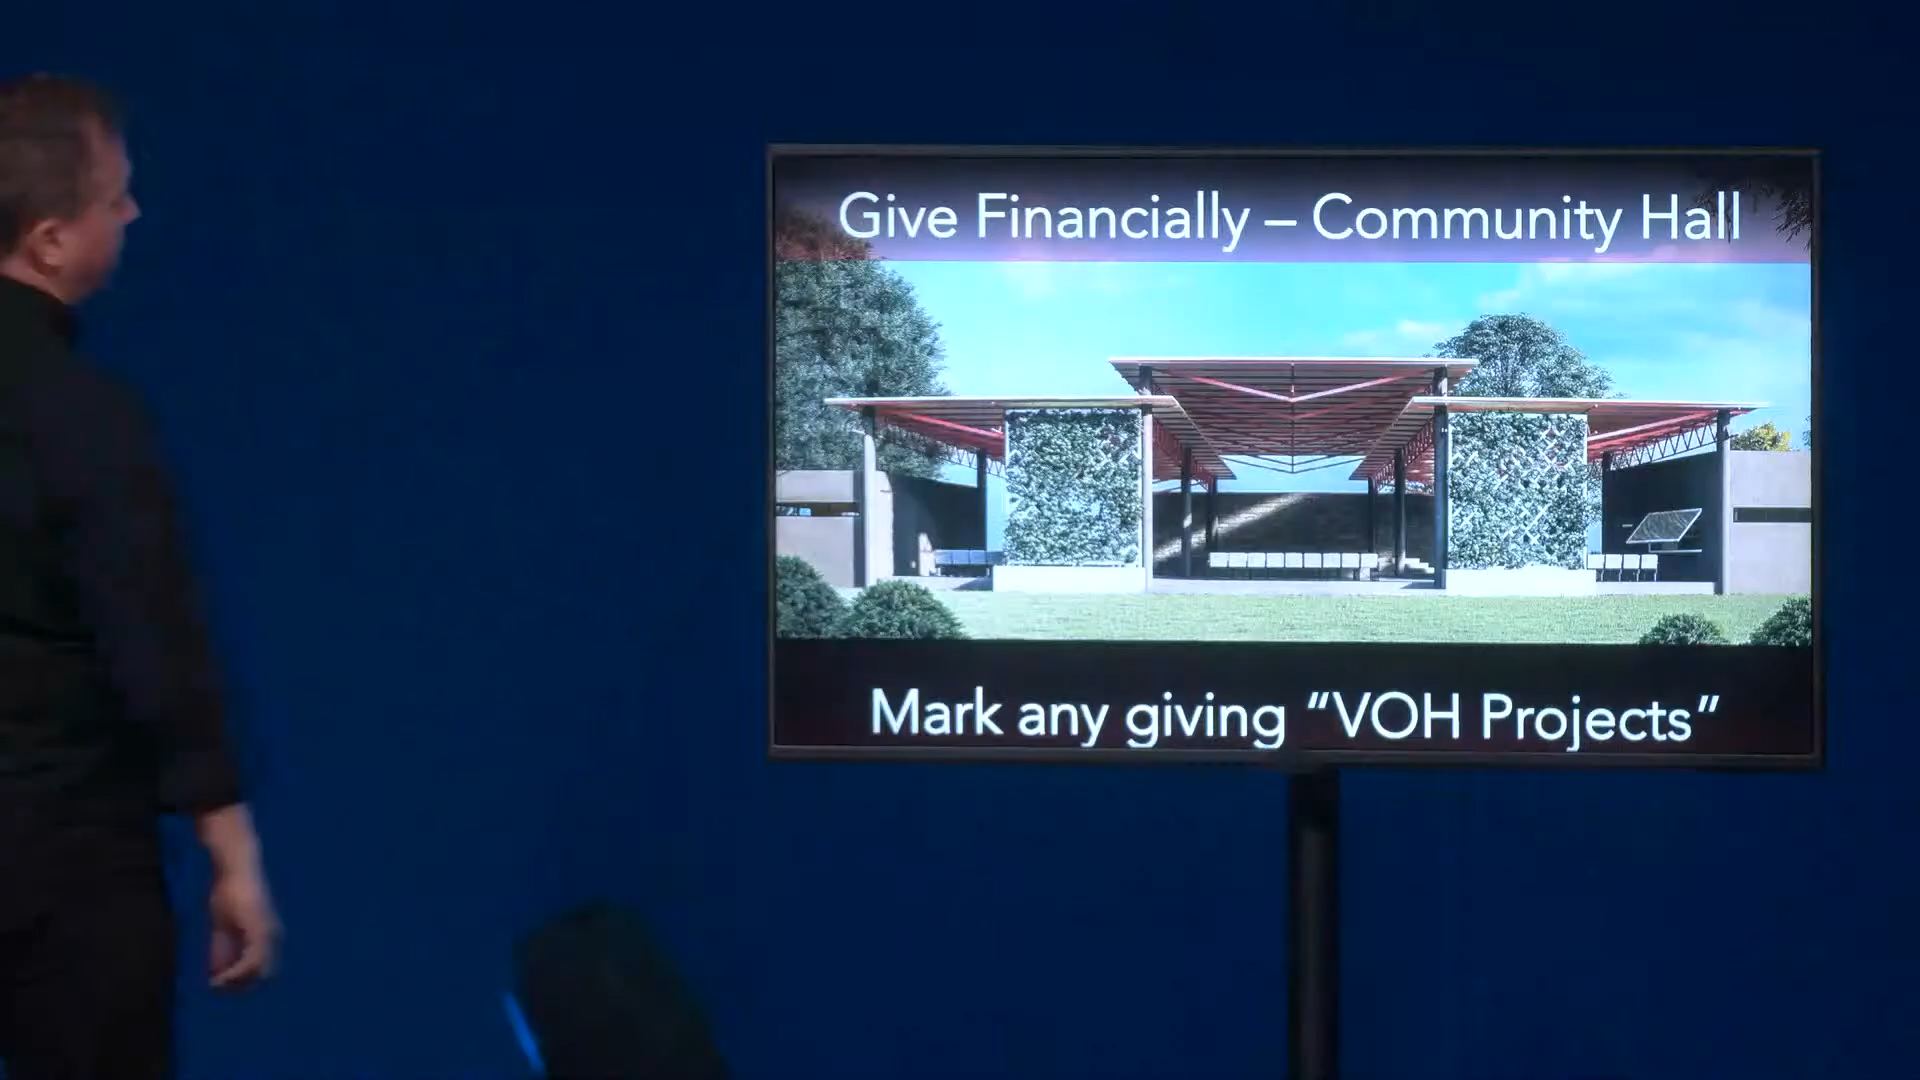 Give Financially – Community Hall
Mark any giving “VOH Projects”